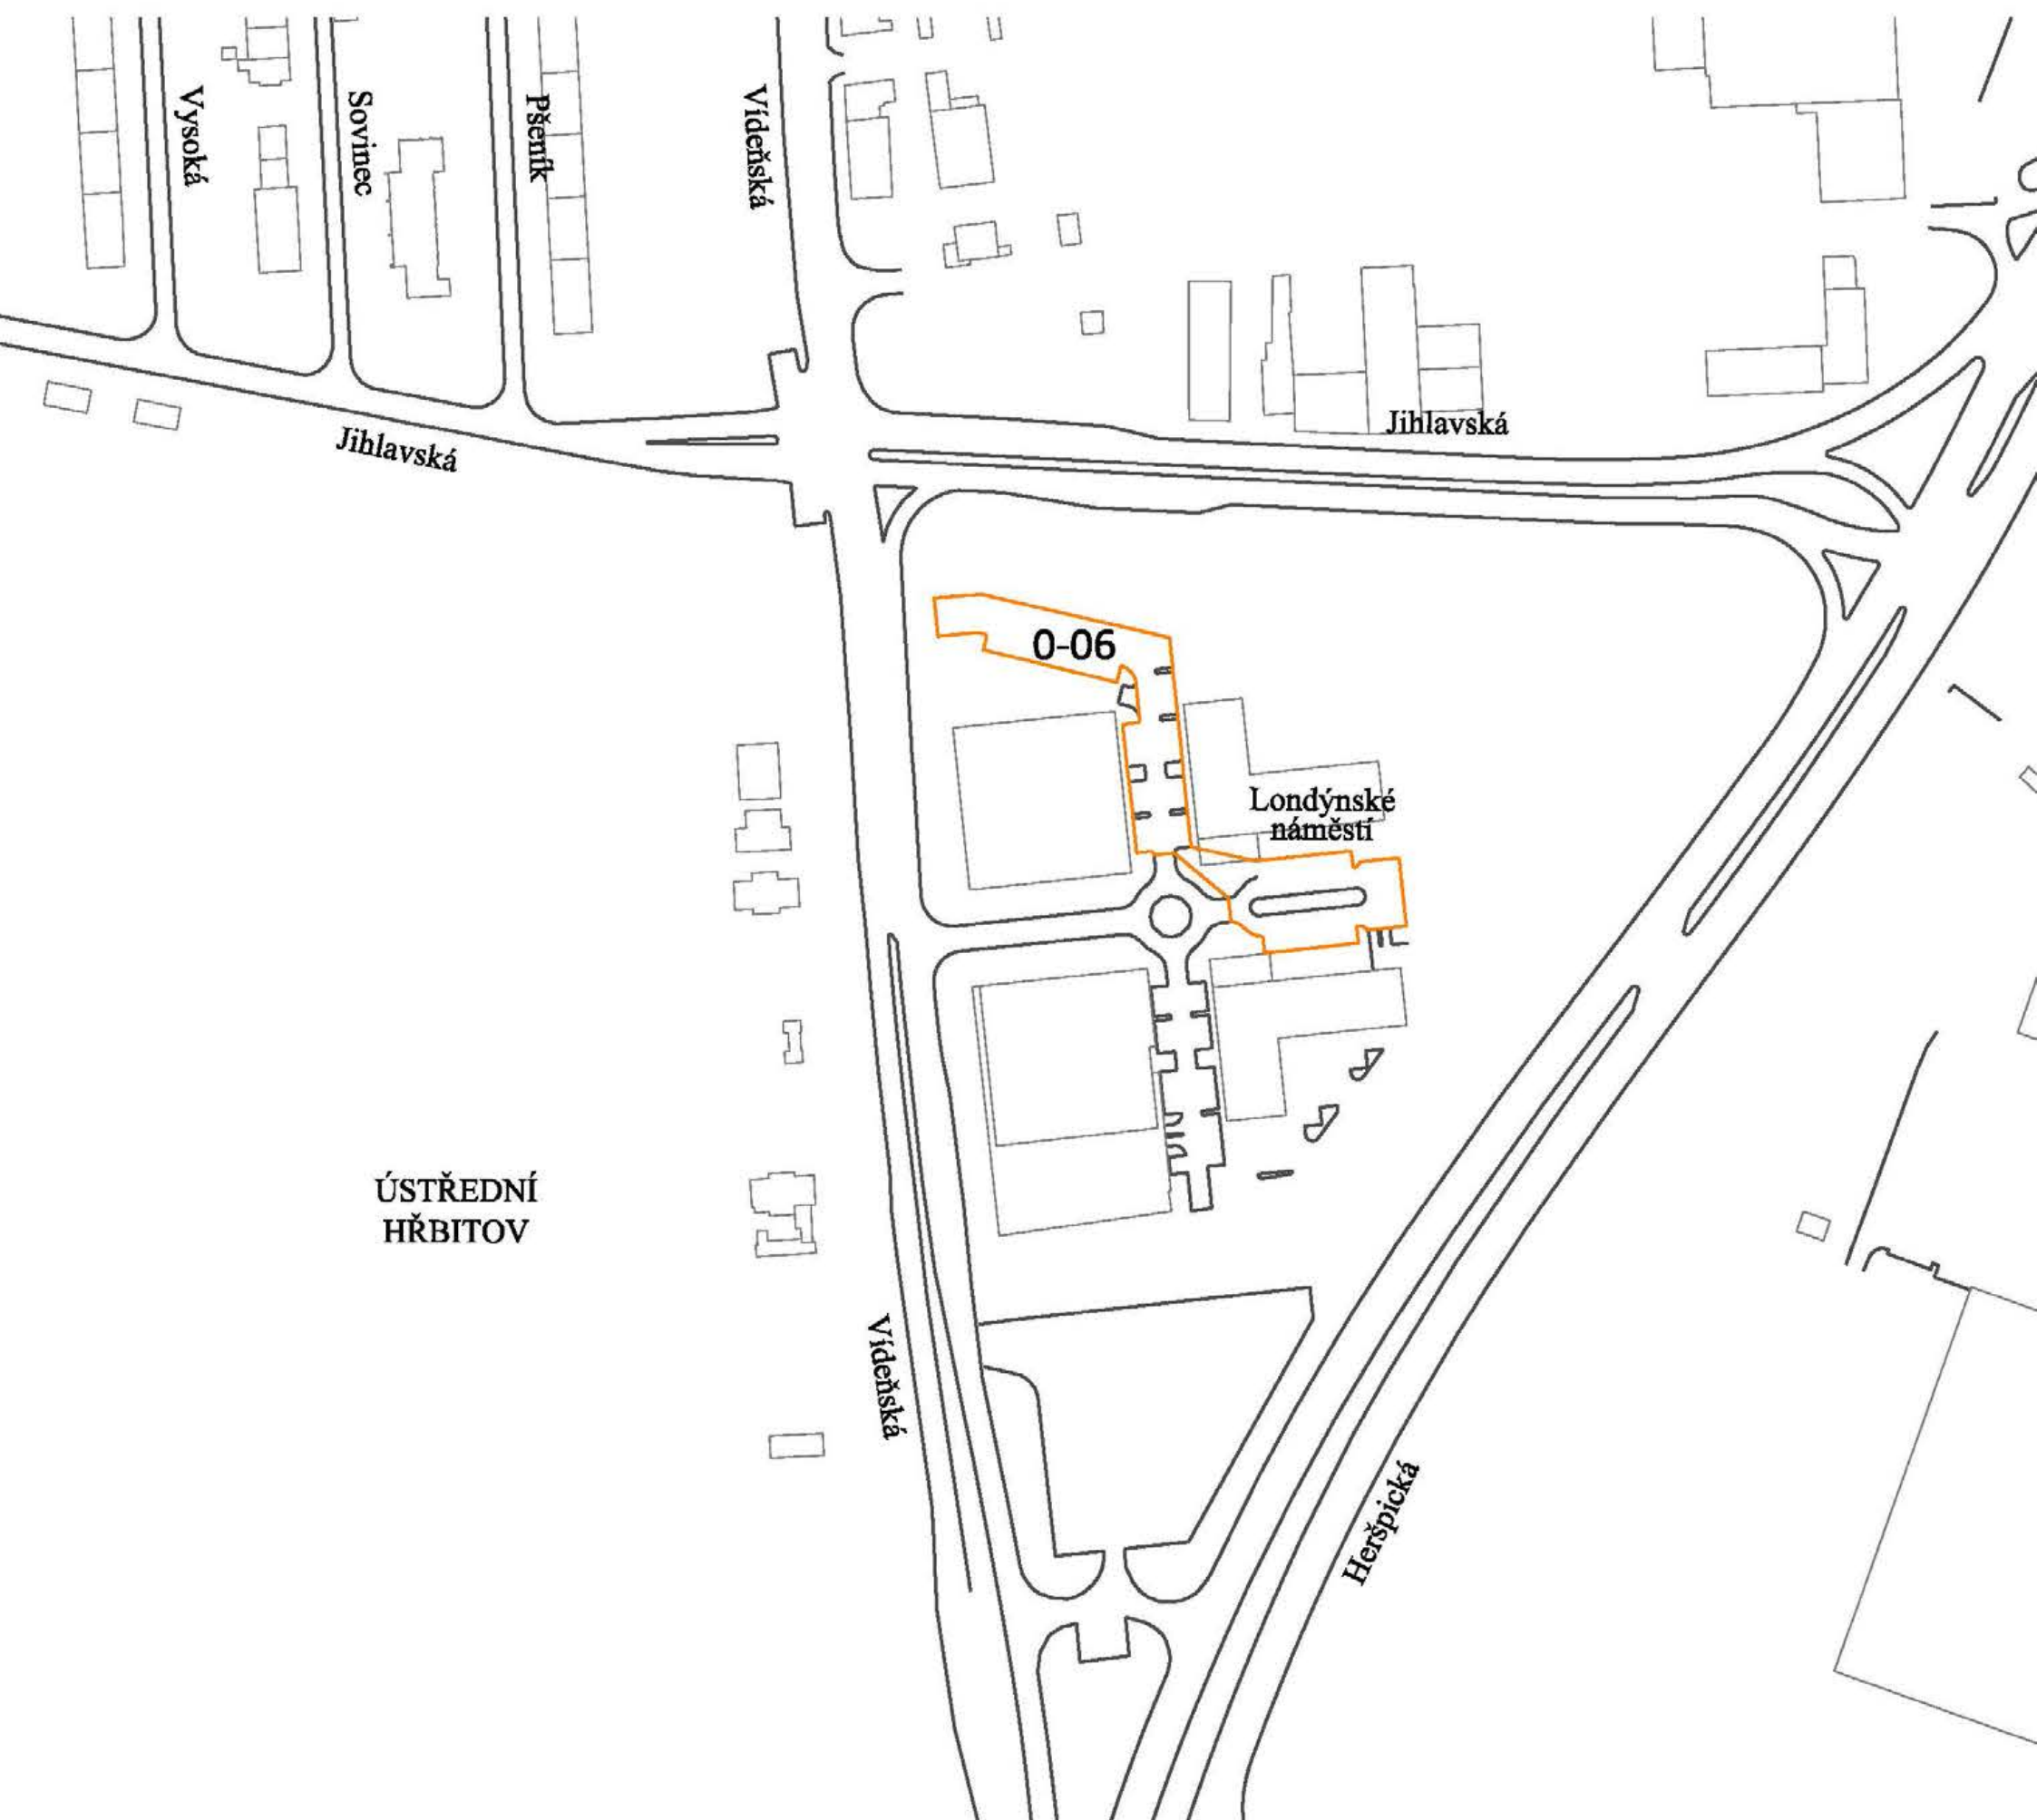 Vysoká
Sovinec
Pšeník
Vídeňská
Jihlavská
Jihlavská
0-06
Londýnské
náměstí
ÚSTŘEDNÍ
HŘBITOV
Vídeňská
Heršpická